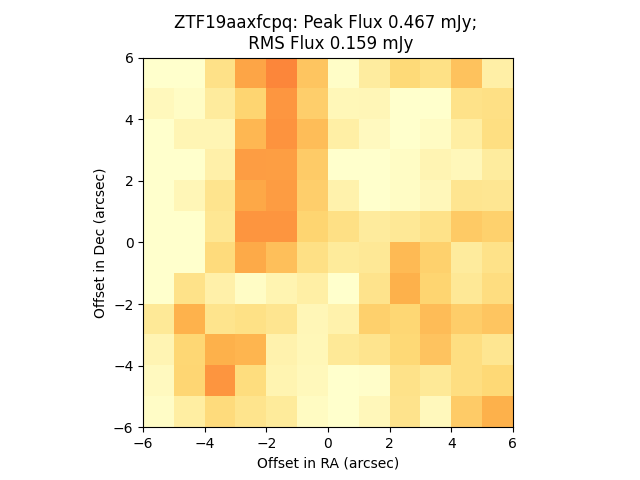 ZTF19aaxfcpq: Peak Flux 0.467 mJy;
RMS Flux 0.159 mJy
6
4
2
0
−2
−4
−6
Offset in Dec (arcsec)
−6 −4 −2 0 2 4 6
Offset in RA (arcsec)